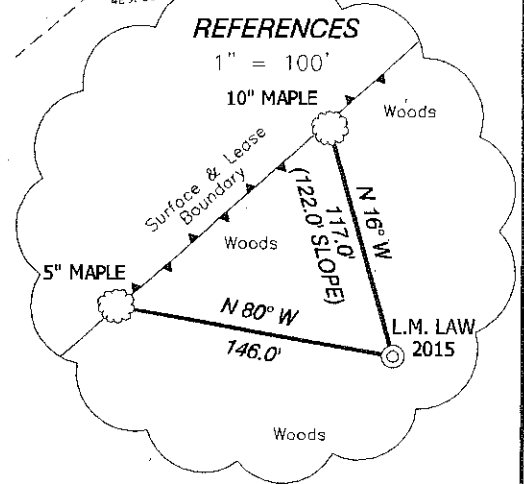 REFERENCES
1" = 100'
10" MAPLE
Woods
Surface & Lease
Boundary
N 16° W
117.0'
(122.0' SLOPE)
Woods
5" MAPLE
N 80° W
146.0'
L.M. LAW
2015
Woods